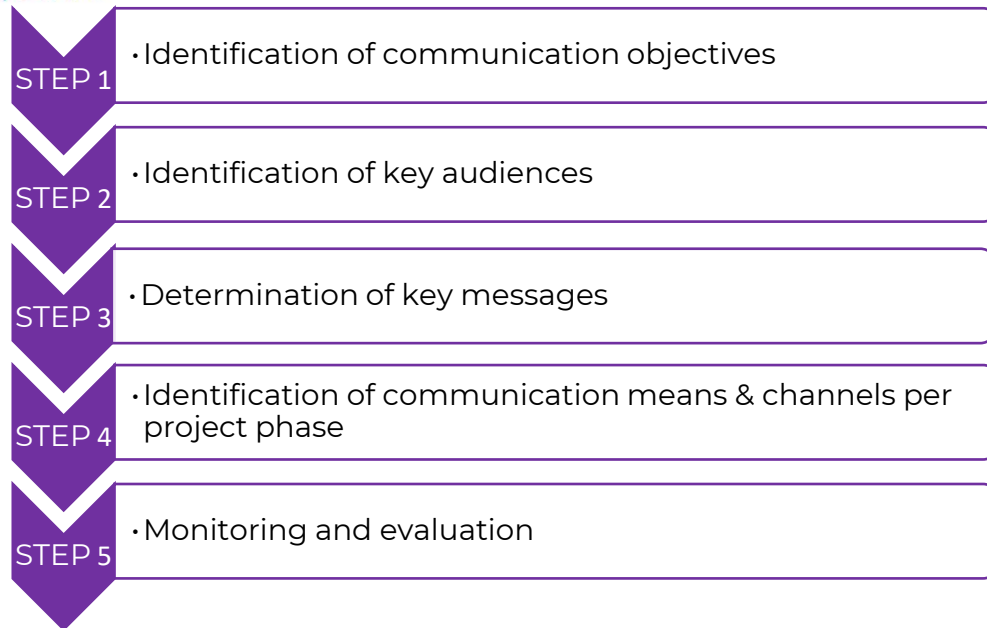 STEP 1
·Identification of communication objectives
STEP 2
·Identification of key audiences
STEP 3
·Determination of key messages
STEP 4
·Identification of communication means & channels per
project phase
STEP 5
·Monitoring and evaluation